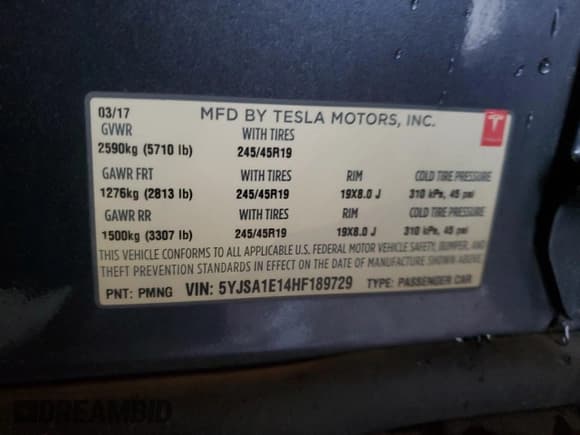 03/17 MFD BY TESLA MOTORS, INC.
GVWR WITH TIRES
2590kg (5710 lb) 245/45R19
GAWR FRT WITH TIRES RIM COLD TIRE PRESSURE
1276kg (2813 lb) 245/45R19 19X8.0 J 310 kPs, 45 psi
GAWR RR WITH TIRES RIM COLD TIRE PRESSURE
1500kg (3307 lb) 245/45R19 19X8.0 J 310 kPs, 45 psi
THIS VEHICLE CONFORMS TO ALL APPLICABLE U.S. FEDERAL MOTOR VEHICLE SAFETY, BUMPER, AND
THEFT PREVENTION STANDARDS IN EFFECT ON THE DATE OF MANUFACTURE SHOWN ABOVE.
PNT: PMNG VIN: 5YJSA1E14HF189729 TYPE: PASSENGER CAR
DREAMBID